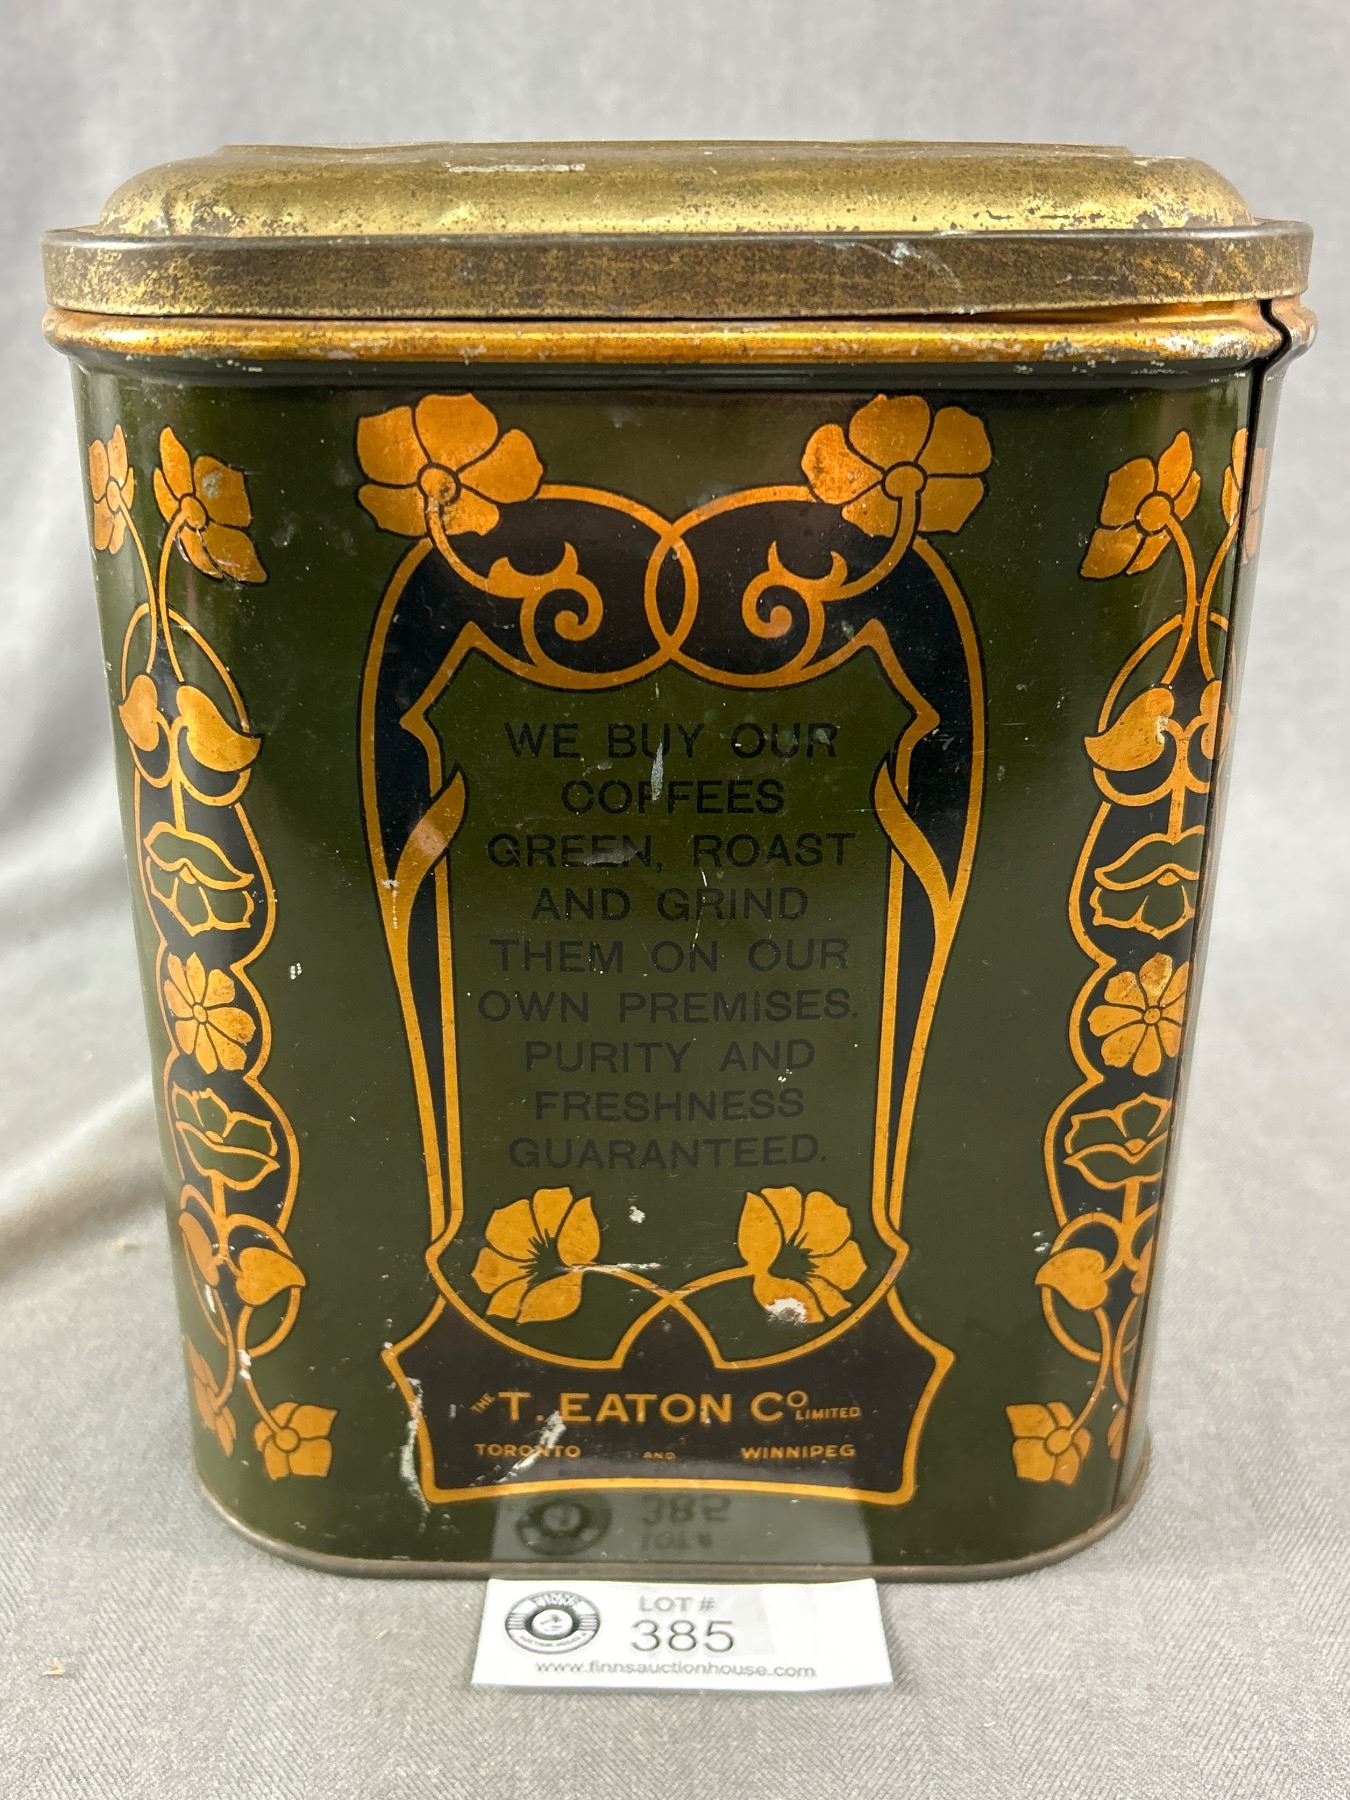 WE BUY OUR
COFFEES
GREEN, ROAST
AND GRIND
THEM ON OUR
OWN PREMISES.
PURITY AND
FRESHNESS
GUARANTEED.
THE T. EATON CO LIMITED
TORONTO AND WINNIPEG
LOT #
385
www.finnsauctionhouse.com